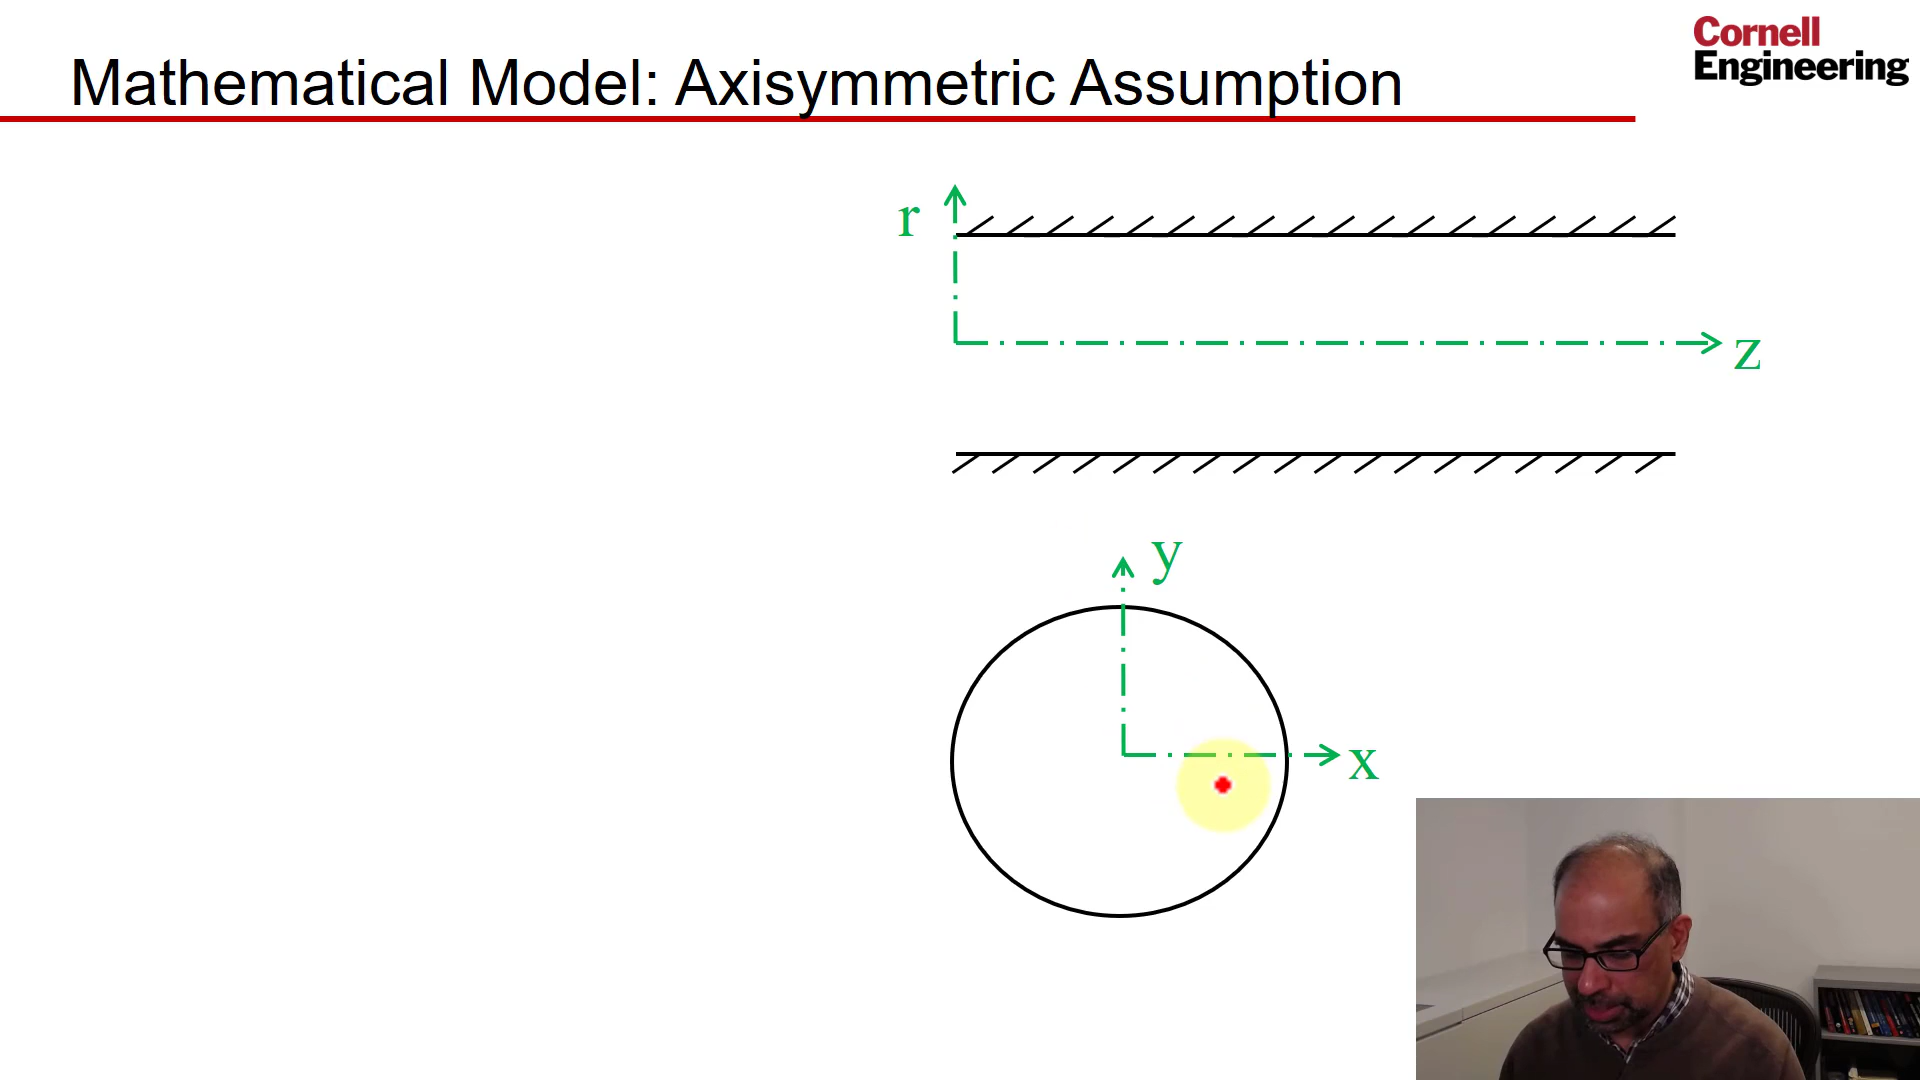 Mathematical Model: Axisymmetric Assumption
Cornell
Engineering
r
z
y
x